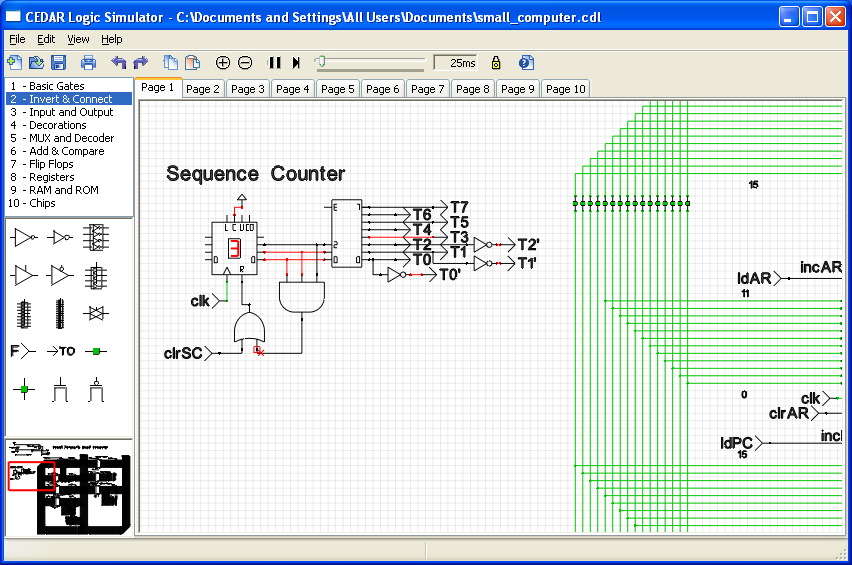 CEDAR Logic Simulator - C:\Documents and Settings\All Users\Documents\small_computer.cdl
File Edit View Help
25ms
1 - Basic Gates
2 - Invert & Connect
3 - Input and Output
4 - Decorations
5 - MUX and Decoder
6 - Add & Compare
7 - Flip Flops
8 - Registers
9 - RAM and ROM
10 - Chips
F
TO
Page 1 Page 2 Page 3 Page 4 Page 5 Page 6 Page 7 Page 8 Page 9 Page 10
Sequence Counter
L C U CO
3
0 0
R
E 7
2
0 0
T7
T6
T5
T4
T3
T2
T1
T0
T2'
T1'
T0'
clk
clrSC
15
incAR
ldAR
11
0
clk
clrAR
ldPC
15